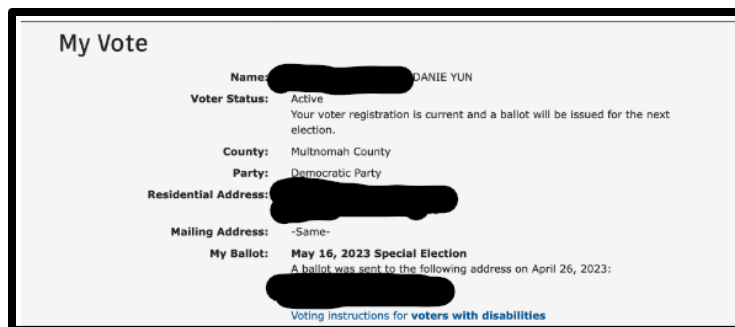 My Vote
Name: DANIE YUN
Voter Status: Active
Your voter registration is current and a ballot will be issued for the next
election.
County: Multnomah County
Party: Democratic Party
Residential Address:
Mailing Address: -Same-
My Ballot: May 16, 2023 Special Election
A ballot was sent to the following address on April 26, 2023:
Voting instructions for voters with disabilities